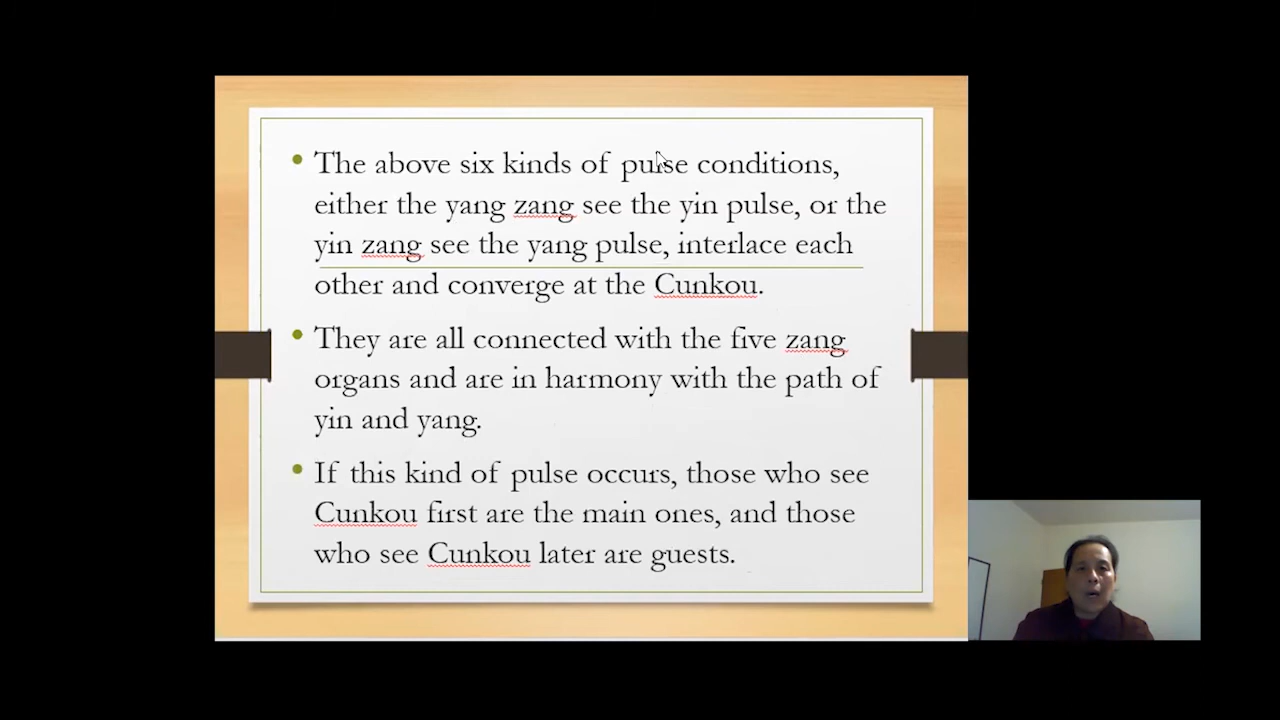 • The above six kinds of pulse conditions,
either the yang zang see the yin pulse, or the
yin zang see the yang pulse, interlace each
other and converge at the Cunkou.
• They are all connected with the five zang
organs and are in harmony with the path of
yin and yang.
• If this kind of pulse occurs, those who see
Cunkou first are the main ones, and those
who see Cunkou later are guests.